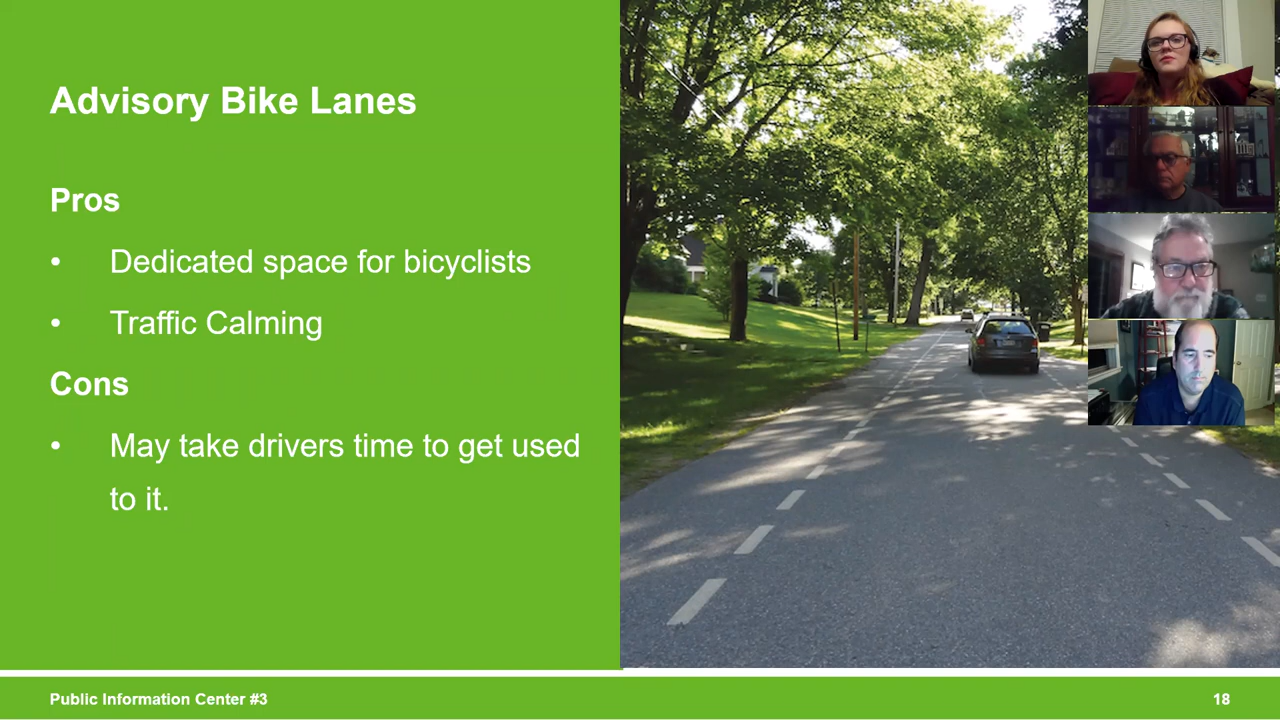 Advisory Bike Lanes
Pros
• Dedicated space for bicyclists
• Traffic Calming
Cons
• May take drivers time to get used
to it.
Public Information Center #3
18